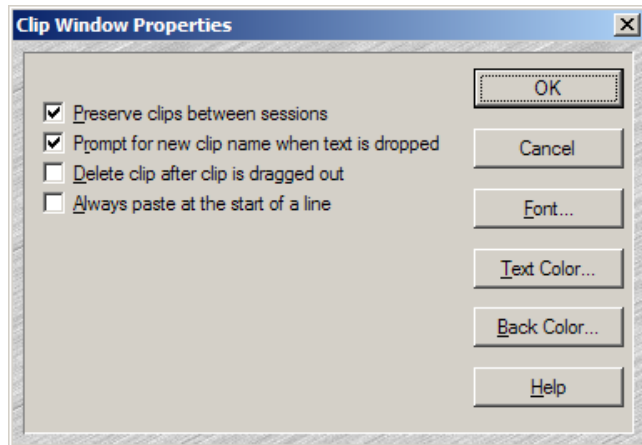 Clip Window Properties
Preserve clips between sessions
Prompt for new clip name when text is dropped
Delete clip after clip is dragged out
Always paste at the start of a line
OK
Cancel
Font...
Text Color...
Back Color...
Help